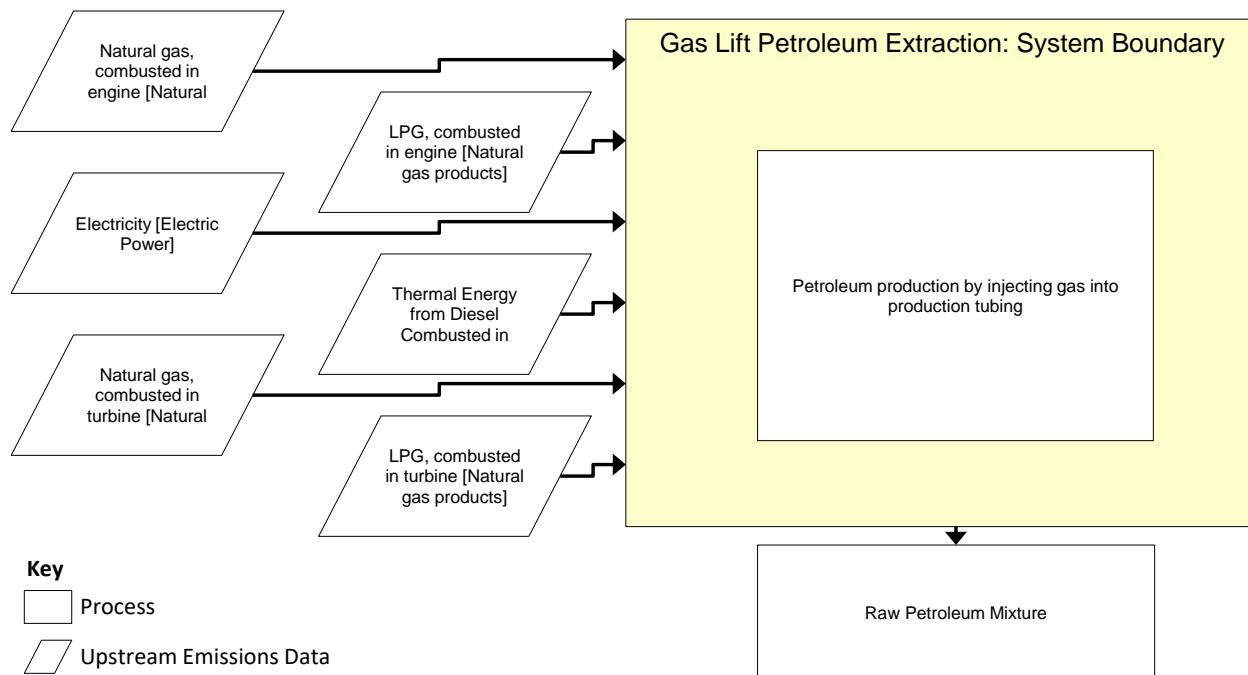 Gas Lift Petroleum Extraction: System Boundary
Natural gas,
combusted in
engine [Natural
LPG, combusted
in engine [Natural
gas products]
Electricity [Electric
Power]
Thermal Energy
from Diesel
Combusted in
Natural gas,
combusted in
turbine [Natural
LPG, combusted
in turbine [Natural
gas products]
Petroleum production by injecting gas into
production tubing
Raw Petroleum Mixture
Key
Process
Upstream Emissions Data